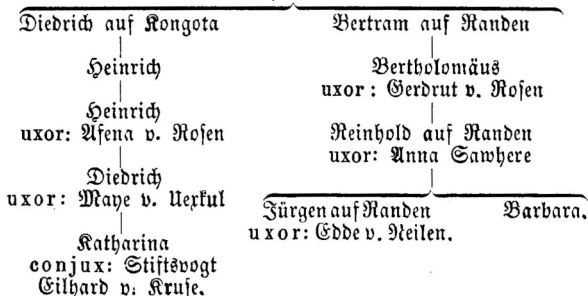 Diedrich auf Kongota
Heinrich
Heinrich
uxor: Afena v. Rosen
Diedrich
uxor: Maye v. Uexkul
Katharina
conjux: Stiftsvogt
Eilhard v. Kruse.
Bertram auf Randen
Bertholomäus
uxor: Gerdrut v. Rosen
Reinhold auf Randen
uxor: Anna Sawhere
Jürgen auf Randen
uxor: Edde v. Neilen.
Barbara.